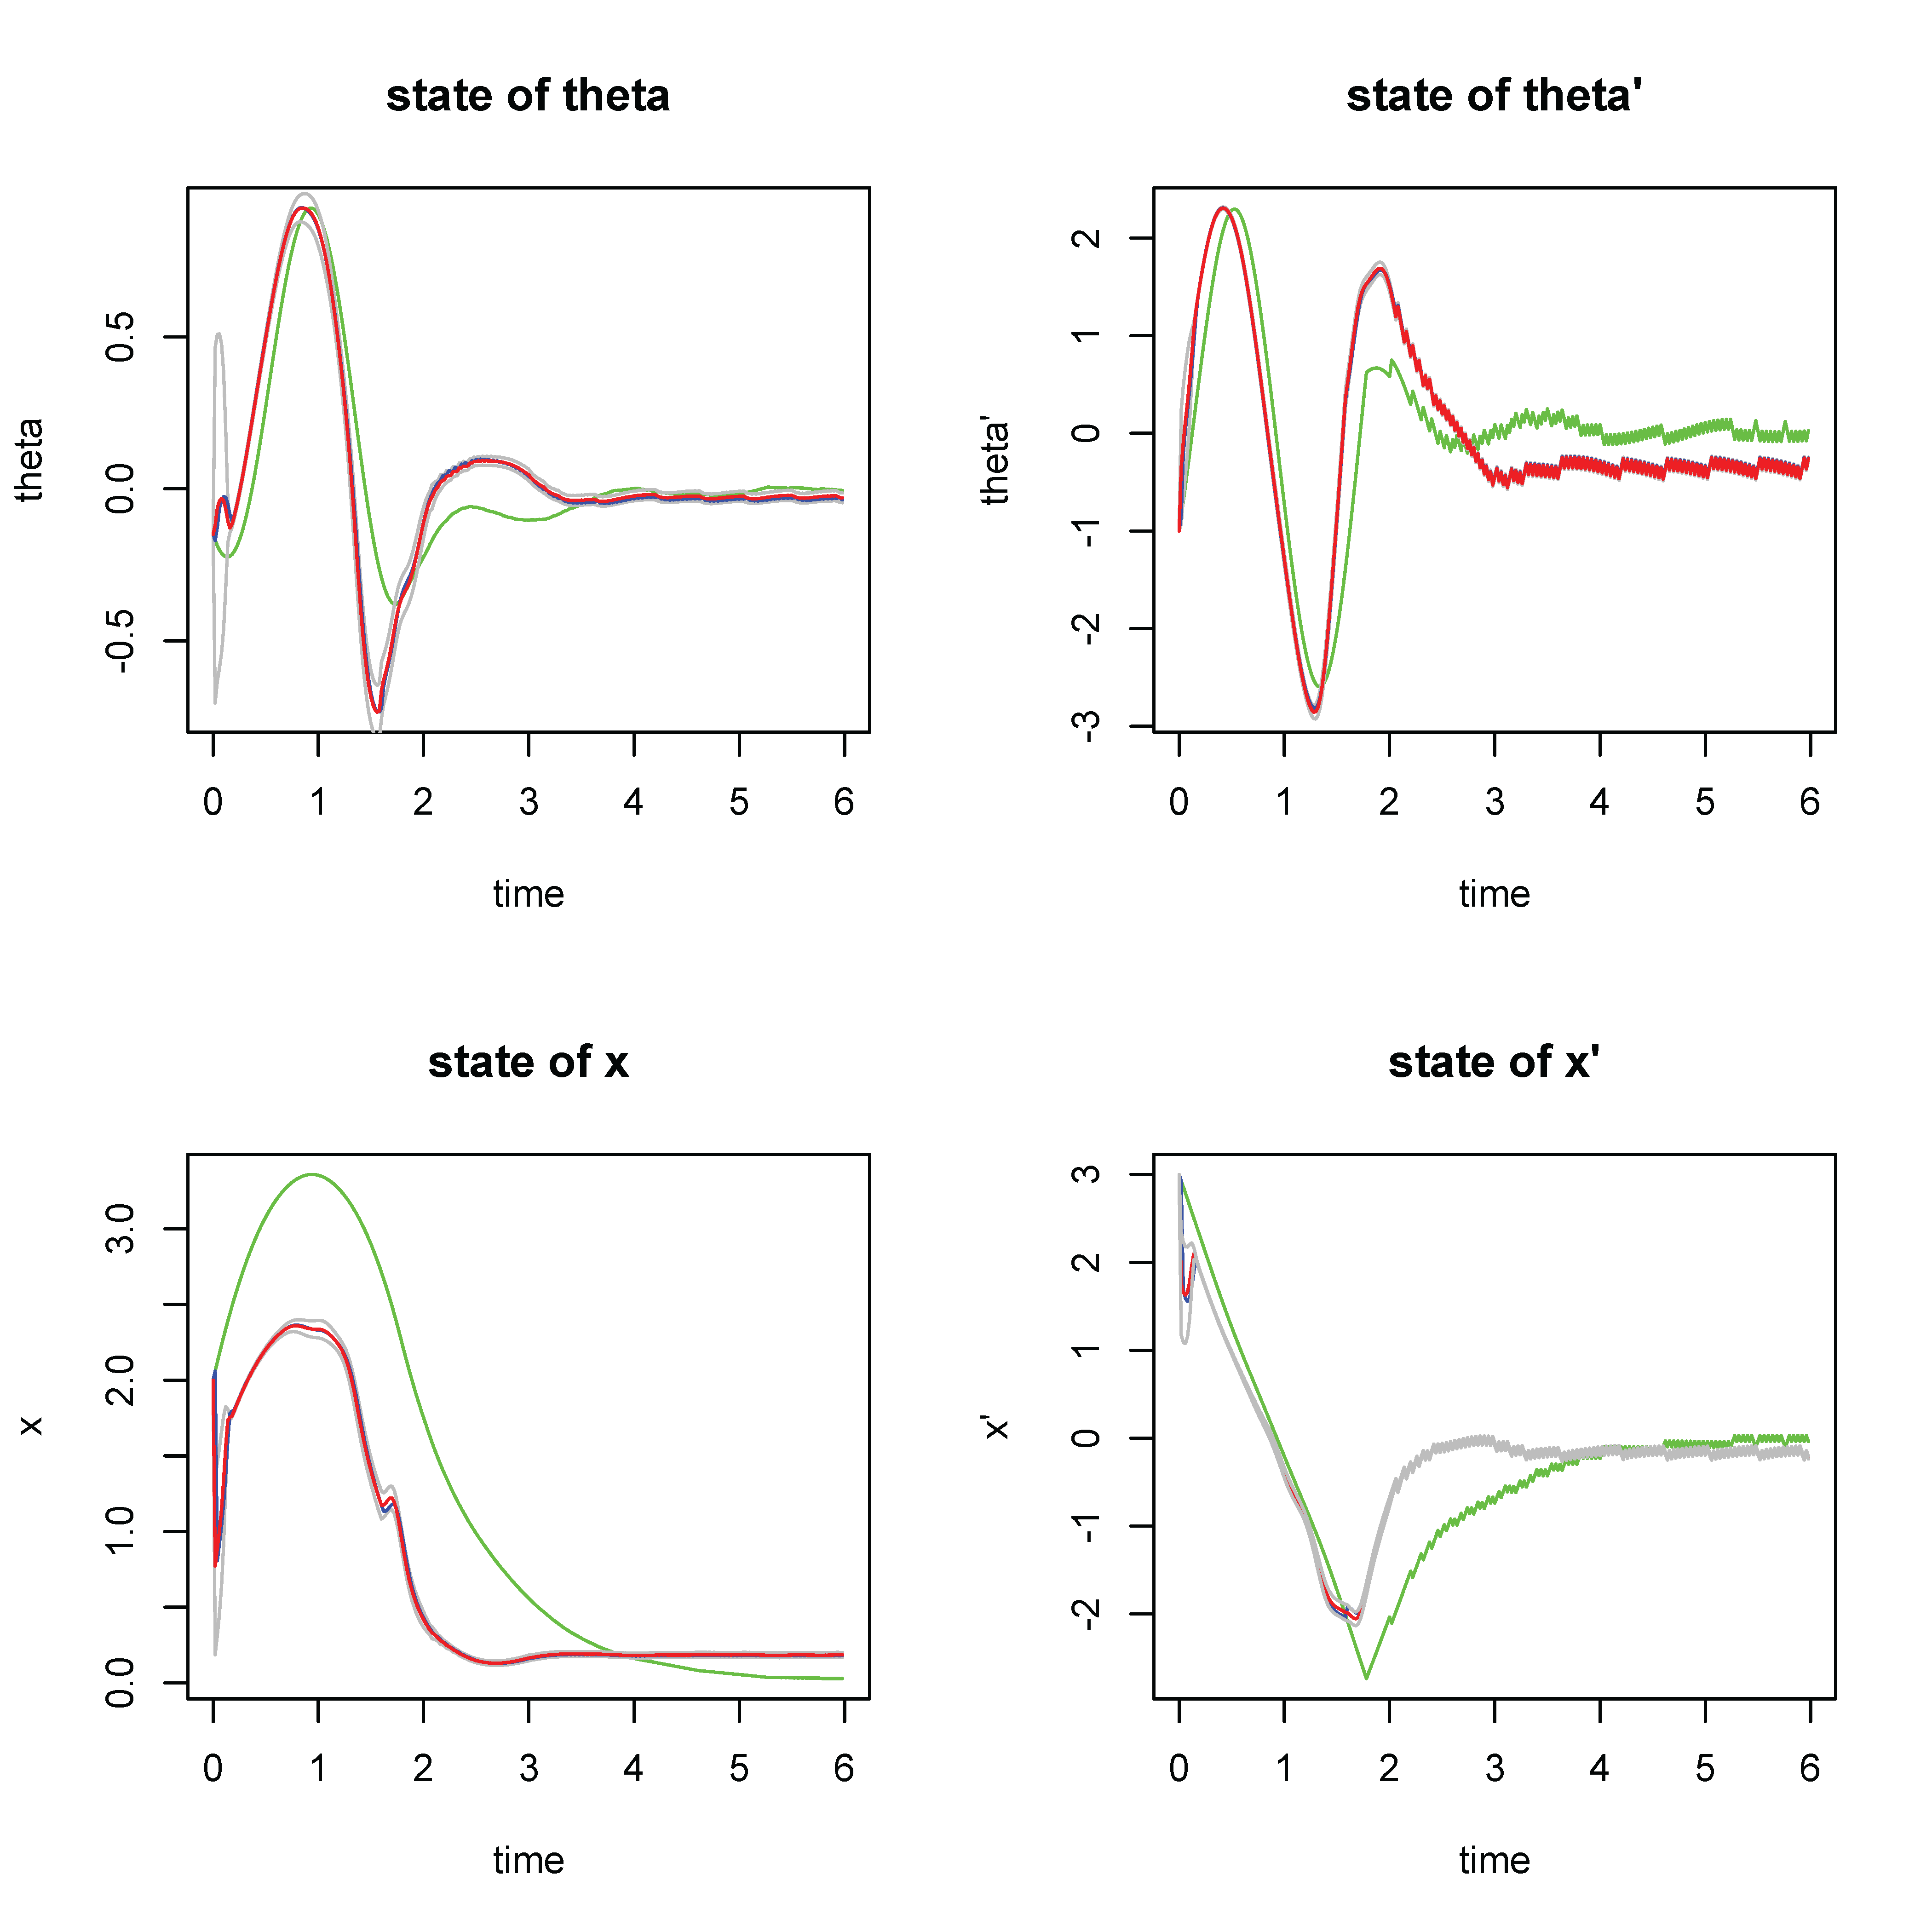 state of theta
theta
0.5
0.0
-0.5
0 1 2 3 4 5 6
time
state of theta'
theta'
2
1
0
-1
-2
-3
0 1 2 3 4 5 6
time
state of x
x
3.0
2.0
1.0
0.0
0 1 2 3 4 5 6
time
state of x'
x'
3
2
1
0
-1
-2
0 1 2 3 4 5 6
time